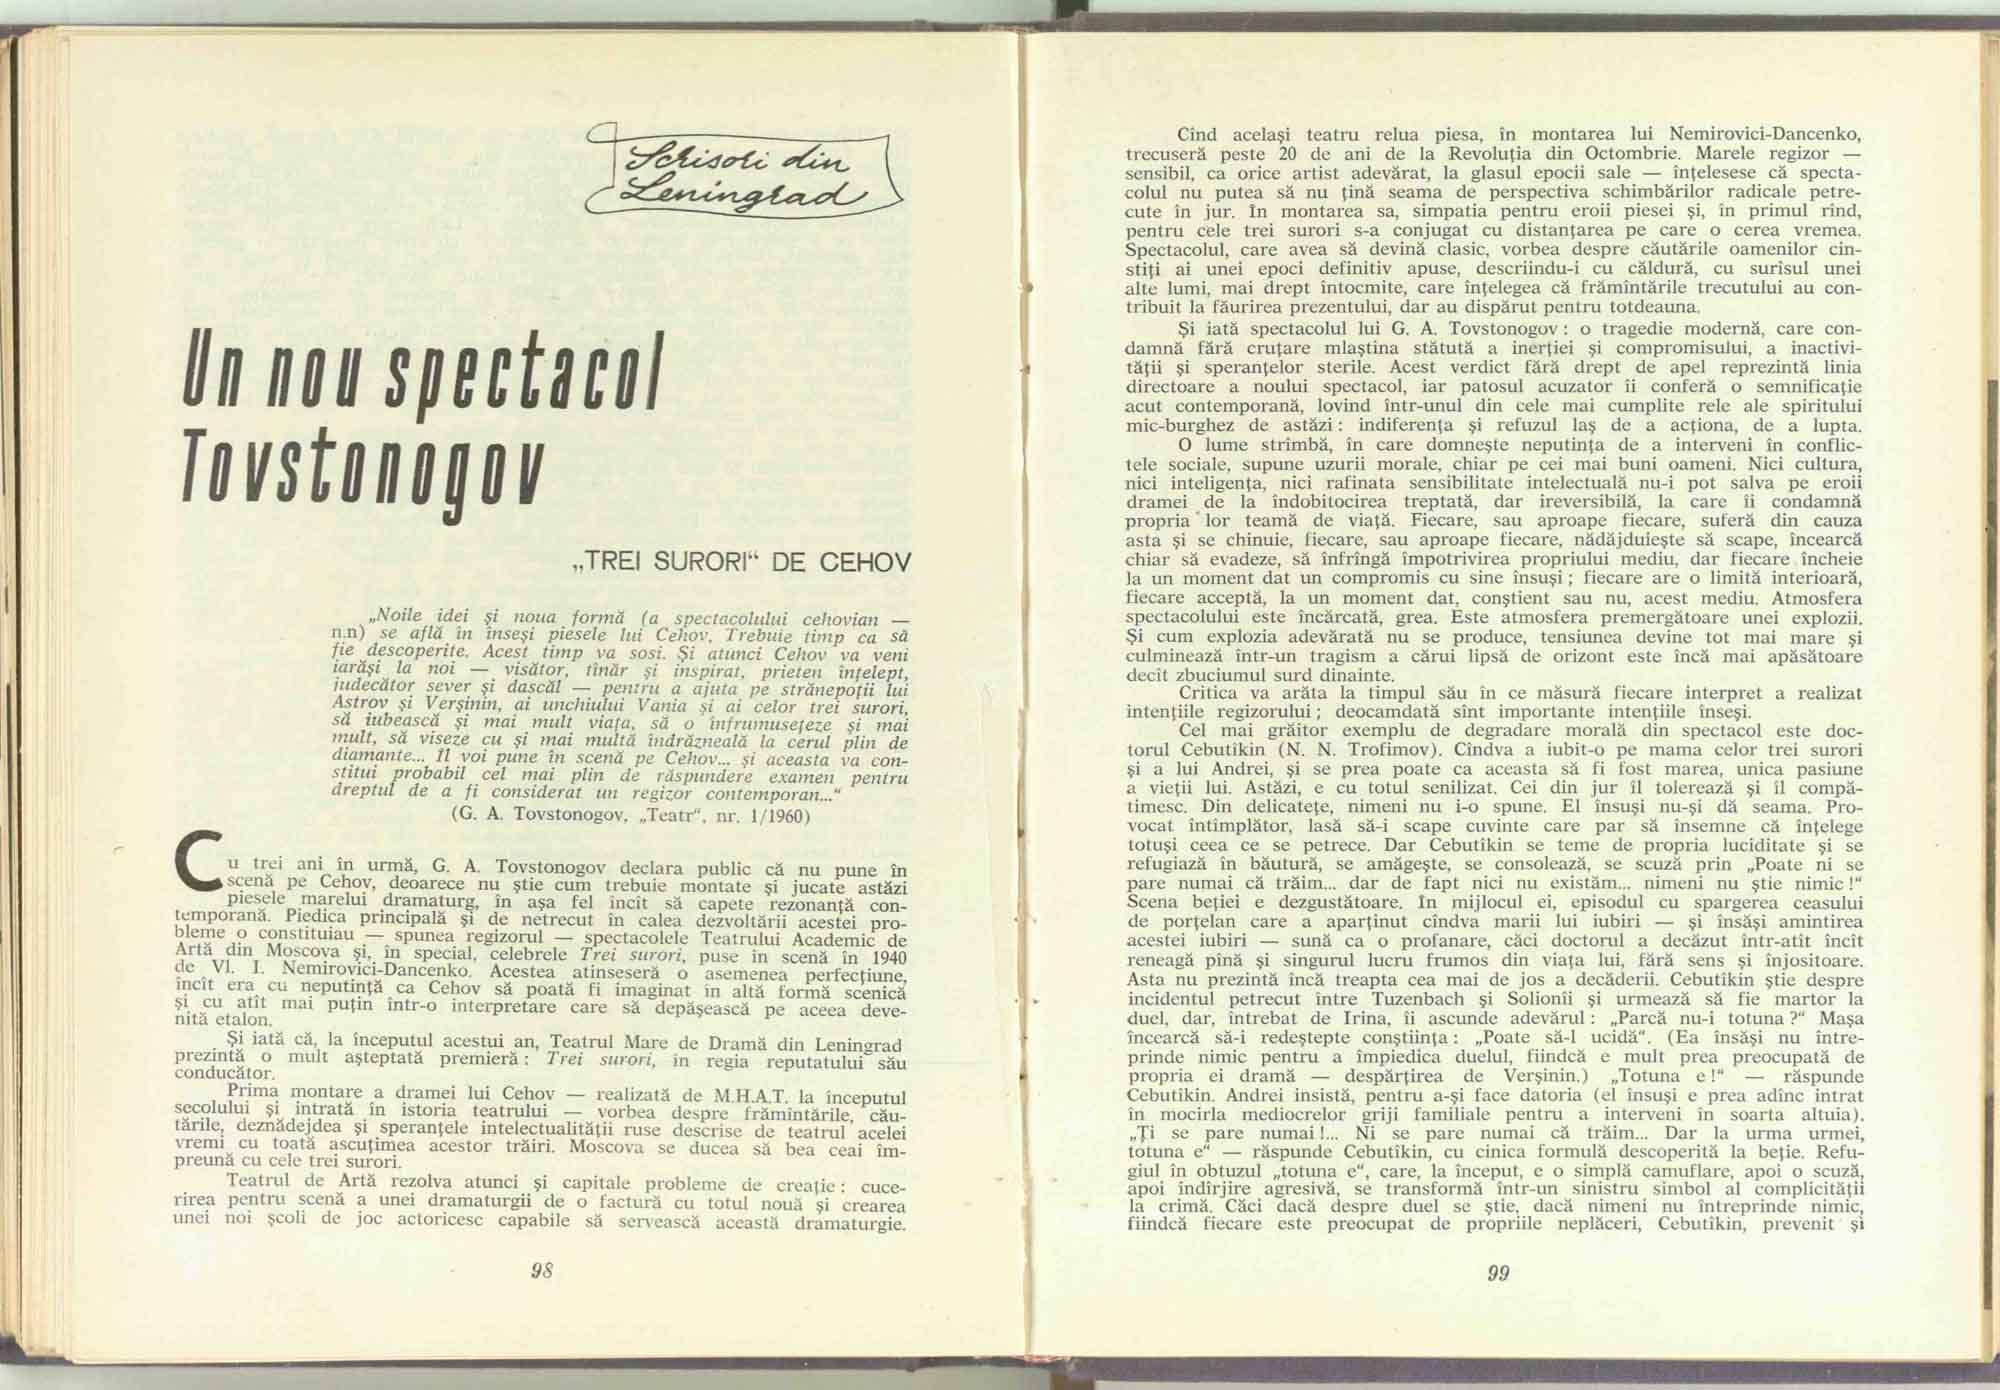 Scrisori din
Leningrad
Un nou spectacol
Tovstonogov
„TREI SURORI“ DE CEHOV
„Noile idei şi noua formă (a spectacolului cehovian —
n.n) se află în înseşi piesele lui Cehov. Trebuie timp ca să
fie descoperite. Acest timp va sosi. Şi atunci Cehov va veni
iarăşi la noi — visător, tînăr şi inspirat, prieten înţelept,
judecător sever şi dascăl — pentru a ajuta pe strănepoţii lui
Astrov şi Verşinin, ai unchiului Vania şi ai celor trei surori,
să iubească şi mai mult viaţa, să o înfrumuseţeze şi mai
mult, să viseze cu şi mai multă îndrăzneală la cerul plin de
diamante... Îl voi pune în scenă pe Cehov... şi aceasta va con-
stitui probabil cel mai plin de răspundere examen pentru
dreptul de a fi considerat un regizor contemporan...“
(G. A. Tovstonogov, „Teatr“, nr. 1/1960)
Cu trei ani în urmă, G. A. Tovstonogov declara public că nu pune în
scenă pe Cehov, deoarece nu ştie cum trebuie montate şi jucate astăzi
piesele marelui dramaturg, în aşa fel încît să capete rezonanţă con-
temporană. Piedica principală şi de netrecut în calea dezvoltării acestei pro-
bleme o constituiau — spunea regizorul — spectacolele Teatrului Academic de
Artă din Moscova şi, în special, celebrele Trei surori, puse în scenă în 1940
de Vl. I. Nemirovici-Dancenko. Acestea atinseseră o asemenea perfecţiune,
încît era cu neputinţă ca Cehov să poată fi imaginat in altă formă scenică
şi cu atît mai puţin într-o interpretare care să depăşească pe aceea deve-
nită etalon.
Şi iată că, la începutul acestui an, Teatrul Mare de Dramă din Leningrad
prezintă o mult aşteptată premieră : Trei surori, in regia reputatului său
conducător.
Prima montare a dramei lui Cehov — realizată de M.H.A.T. la începutul
secolului şi intrată în istoria teatrului — vorbea despre frămîntările, cău-
tările, deznădejdea şi speranţele intelectualităţii ruse descrise de teatrul acelei
vremi cu toată ascuţimea acestor trăiri. Moscova se ducea să bea ceai îm-
preună cu cele trei surori.
Teatrul de Artă rezolva atunci şi capitale probleme de creaţie : cuce-
rirea pentru scenă a unei dramaturgii de o factură cu totul nouă şi crearea
unei noi şcoli de joc actoricesc capabile să servească această dramaturgie.
98
Cînd acelaşi teatru relua piesa, în montarea lui Nemirovici-Dancenko,
trecuseră peste 20 de ani de la Revoluţia din Octombrie. Marele regizor —
sensibil, ca orice artist adevărat, la glasul epocii sale — înţelesese că specta-
colul nu putea să nu ţină seama de perspectiva schimbărilor radicale petre-
cute în jur. In montarea sa, simpatia pentru eroii piesei şi, în primul rînd,
pentru cele trei surori s-a conjugat cu distanţarea pe care o cerea vremea.
Spectacolul, care avea să devină clasic, vorbea despre căutările oamenilor cin-
stiţi ai unei epoci definitiv apuse, descriindu-i cu căldură, cu surîsul unei
alte lumi, mai drept întocmite, care înţelegea că frămîntările trecutului au con-
tribuit la făurirea prezentului, dar au dispărut pentru totdeauna.
Şi iată spectacolul lui G. A. Tovstonogov : o tragedie modernă, care con-
damnă fără cruţare mlaştina stătută a inerţiei şi compromisului, a inactivi-
tăţii şi speranţelor sterile. Acest verdict fără drept de apel reprezintă linia
directoare a noului spectacol, iar patosul acuzator îi conferă o semnificaţie
acut contemporană, lovind într-unul din cele mai cumplite rele ale spiritului
mic-burghez de astăzi : indiferenţa şi refuzul laş de a acţiona, de a lupta.
O lume strîmbă, în care domneşte neputinţa de a interveni în conflic-
tele sociale, supune uzurii morale, chiar pe cei mai buni oameni. Nici cultura,
nici inteligenţa, nici rafinata sensibilitate intelectuală nu-i pot salva pe eroii
dramei de la îndobitocirea treptată, dar ireversibilă, la care îi condamnă
propria lor teamă de viaţă. Fiecare, sau aproape fiecare, suferă din cauza
asta şi se chinuie, fiecare, sau aproape fiecare, nădăjduieşte să scape, încearcă
chiar să evadeze, să înfrîngă împotrivirea propriului mediu, dar fiecare încheie
la un moment dat un compromis cu sine însuşi ; fiecare are o limită interioară,
fiecare acceptă, la un moment dat, conştient sau nu, acest mediu. Atmosfera
spectacolului este încărcată, grea. Este atmosfera premergătoare unei explozii.
Şi cum explozia adevărată nu se produce, tensiunea devine tot mai mare şi
culminează într-un tragism a cărui lipsă de orizont este încă mai apăsătoare
decît zbuciumul surd dinainte.
Critica va arăta la timpul său în ce măsură fiecare interpret a realizat
intenţiile regizorului ; deocamdată sînt importante intenţiile înseşi.
Cel mai grăitor exemplu de degradare morală din spectacol este doc-
torul Cebutîkin (N. N. Trofimov). Cîndva a iubit-o pe mama celor trei surori
şi a lui Andrei, şi se prea poate ca aceasta să fi fost marea, unica pasiune
a vieţii lui. Astăzi, e cu totul senilizat. Cei din jur îl tolerează şi îl compă-
timesc. Din delicateţe, nimeni nu i-o spune. El însuşi nu-şi dă seama. Pro-
vocat întîmplător, lasă să-i scape cuvinte care par să însemne că înţelege
totuşi ceea ce se petrece. Dar Cebutîkin se teme de propria luciditate şi se
refugiază în băutură, se amăgeşte, se consolează, se scuză prin „Poate ni se
pare numai că trăim... dar de fapt nici nu existăm... nimeni nu ştie nimic !“
Scena beţiei e dezgustătoare. In mijlocul ei, episodul cu spargerea ceasului
de porţelan care a aparţinut cîndva marii lui iubiri — şi însăşi amintirea
acestei iubiri — sună ca o profanare, căci doctorul a decăzut într-atît încît
reneagă pînă şi singurul lucru frumos din viaţa lui, fără sens şi înjositoare.
Asta nu prezintă încă treapta cea mai de jos a decăderii. Cebutîkin ştie despre
incidentul petrecut între Tuzenbach şi Solionîi şi urmează să fie martor la
duel, dar, întrebat de Irina, îi ascunde adevărul : „Parcă nu-i totuna ?“ Maşa
încearcă să-i redeştepte conştiinţa : „Poate să-l ucidă“. (Ea însăşi nu între-
prinde nimic pentru a împiedica duelul, fiindcă e mult prea preocupată de
propria ei dramă — despărţirea de Verşinin.) „Totuna e !“ — răspunde
Cebutîkin. Andrei insistă, pentru a-şi face datoria (el însuşi e prea adînc intrat
în mocirla mediocrelor griji familiale pentru a interveni în soarta altuia).
„Ţi se pare numai !... Ni se pare numai că trăim... Dar la urma urmei,
totuna e“ — răspunde Cebutîkin, cu cinica formulă descoperită la beţie. Refu-
giul în obtuzul „totuna e“, care, la început, e o simplă camuflare, apoi o scuză,
apoi îndîrjire agresivă, se transformă într-un sinistru simbol al complicităţii
la crimă. Căci dacă despre duel se ştie, dacă nimeni nu întreprinde nimic,
fiindcă fiecare este preocupat de propriile neplăceri, Cebutîkin, prevenit şi
99